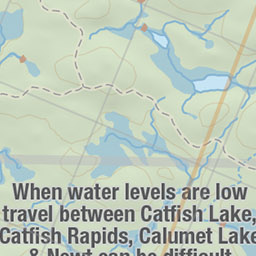 When water levels are low
travel between Catfish Lake,
Catfish Rapids, Calumet Lake
& Newt can be difficult